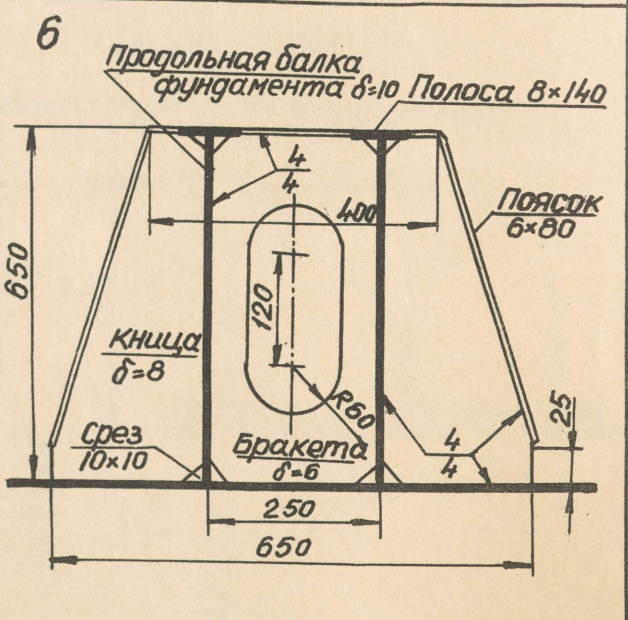 6
Продольная балка
фундамента δ=10
Полоса 8×140
4
4
400
Поясок
6×80
650
120
Кница
δ=8
R60
25
Срез
10×10
Бракета
δ=6
4
4
250
650